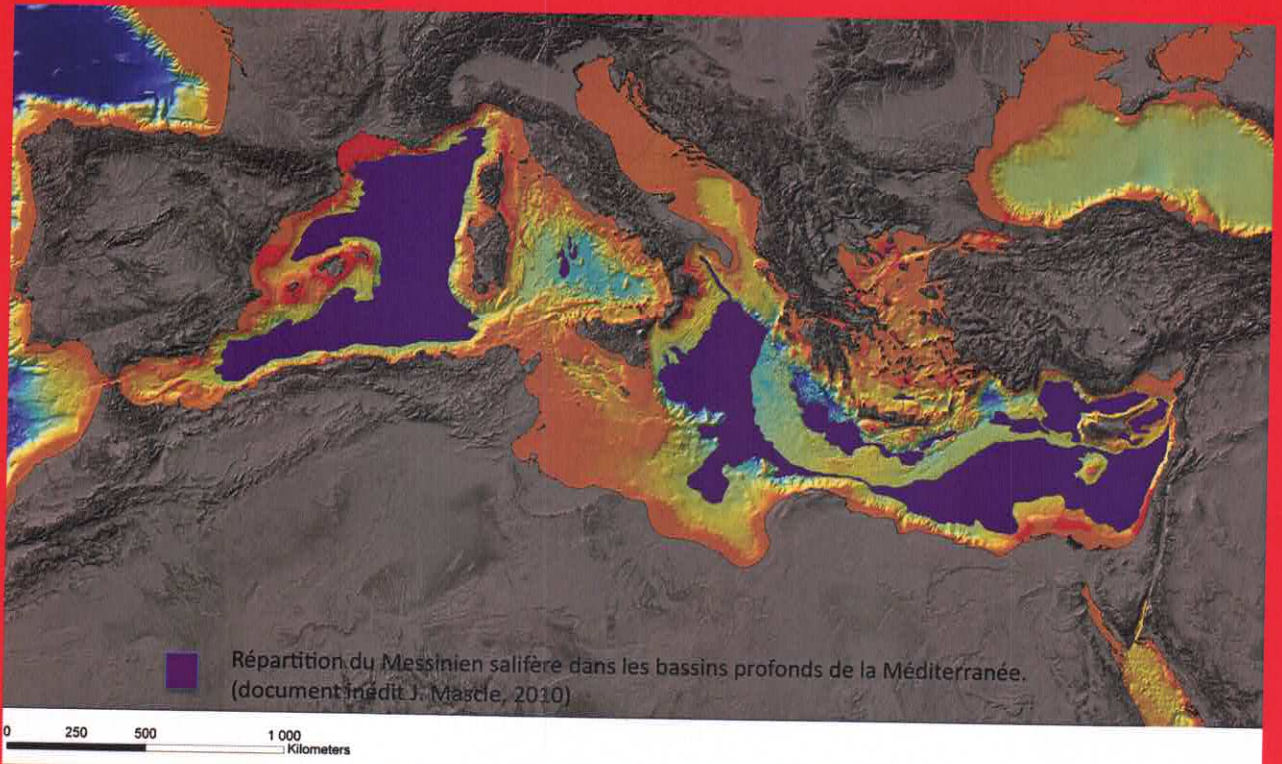 Répartition du Messinien salifère dans les bassins profonds de la Méditerranée.
(document inédit J. Mascle, 2010)
0 250 500 1 000
Kilometers